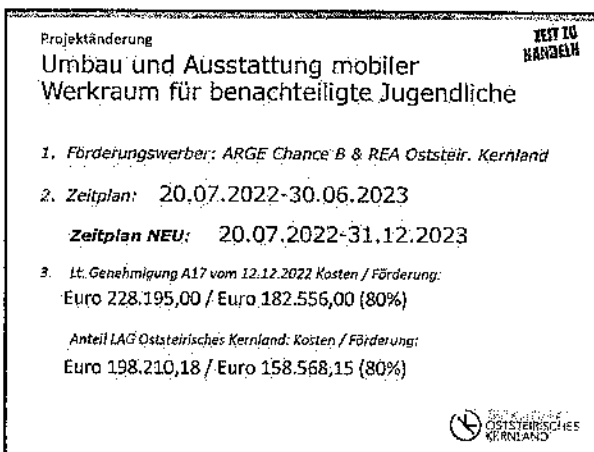 Projektänderung
ZEIT ZU
HANDELN
Umbau und Ausstattung mobiler
Werkraum für benachteiligte Jugendliche
1. Förderungswerber: ARGE Chance B & REA Oststeir. Kernland
2. Zeitplan: 20.07.2022-30.06.2023
Zeitplan NEU: 20.07.2022-31.12.2023
3. Lt. Genehmigung A17 vom 12.12.2022 Kosten / Förderung:
Euro 228.195,00 / Euro 182.556,00 (80%)
Anteil LAG Oststeirisches Kernland: Kosten / Förderung:
Euro 198.210,18 / Euro 158.568,15 (80%)
OSTSTEIRISCHES
KERNLAND